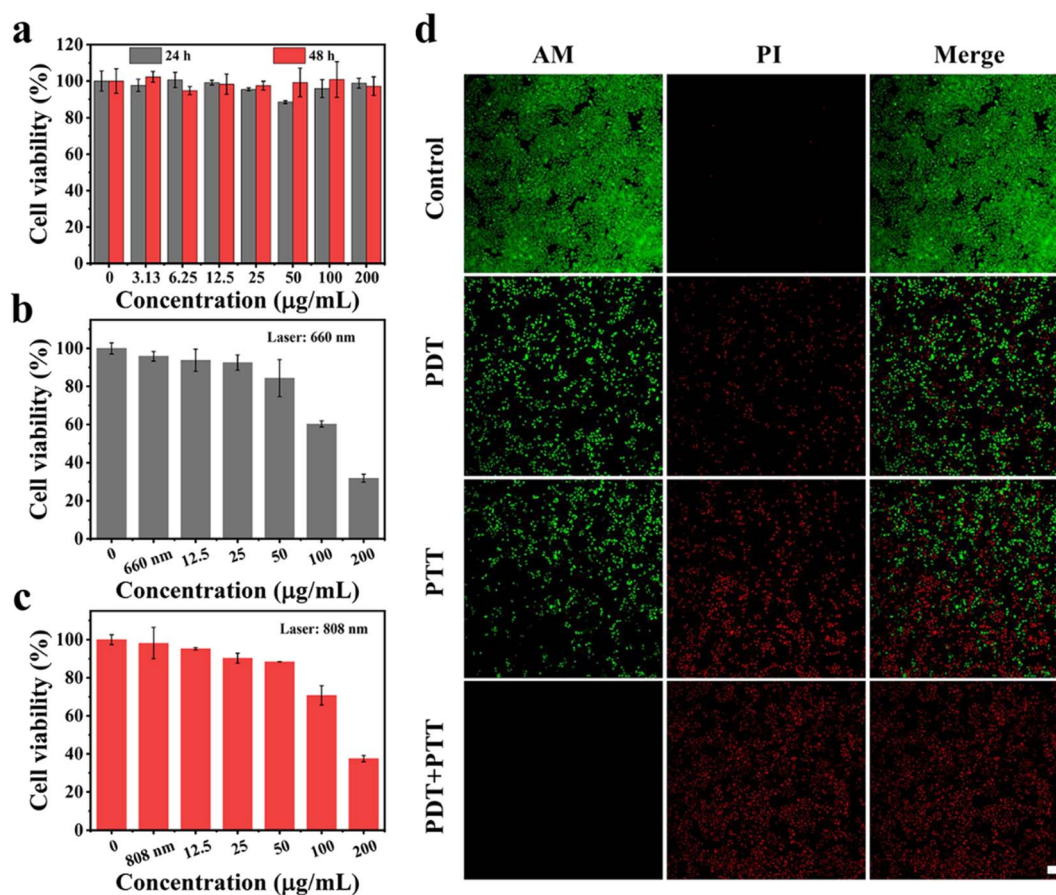 a
24 h
48 h
Cell viability (%)
120
100
80
60
40
20
0
0 3.13 6.25 12.5 25 50 100 200
Concentration (μg/mL)
b
Laser: 660 nm
Cell viability (%)
100
80
60
40
20
0
0 660 nm 12.5 25 50 100 200
Concentration (μg/mL)
c
Laser: 808 nm
Cell viability (%)
100
80
60
40
20
0
0 808 nm 12.5 25 50 100 200
Concentration (μg/mL)
d
AM PI Merge
Control
PDT
PTT
PDT+PTT